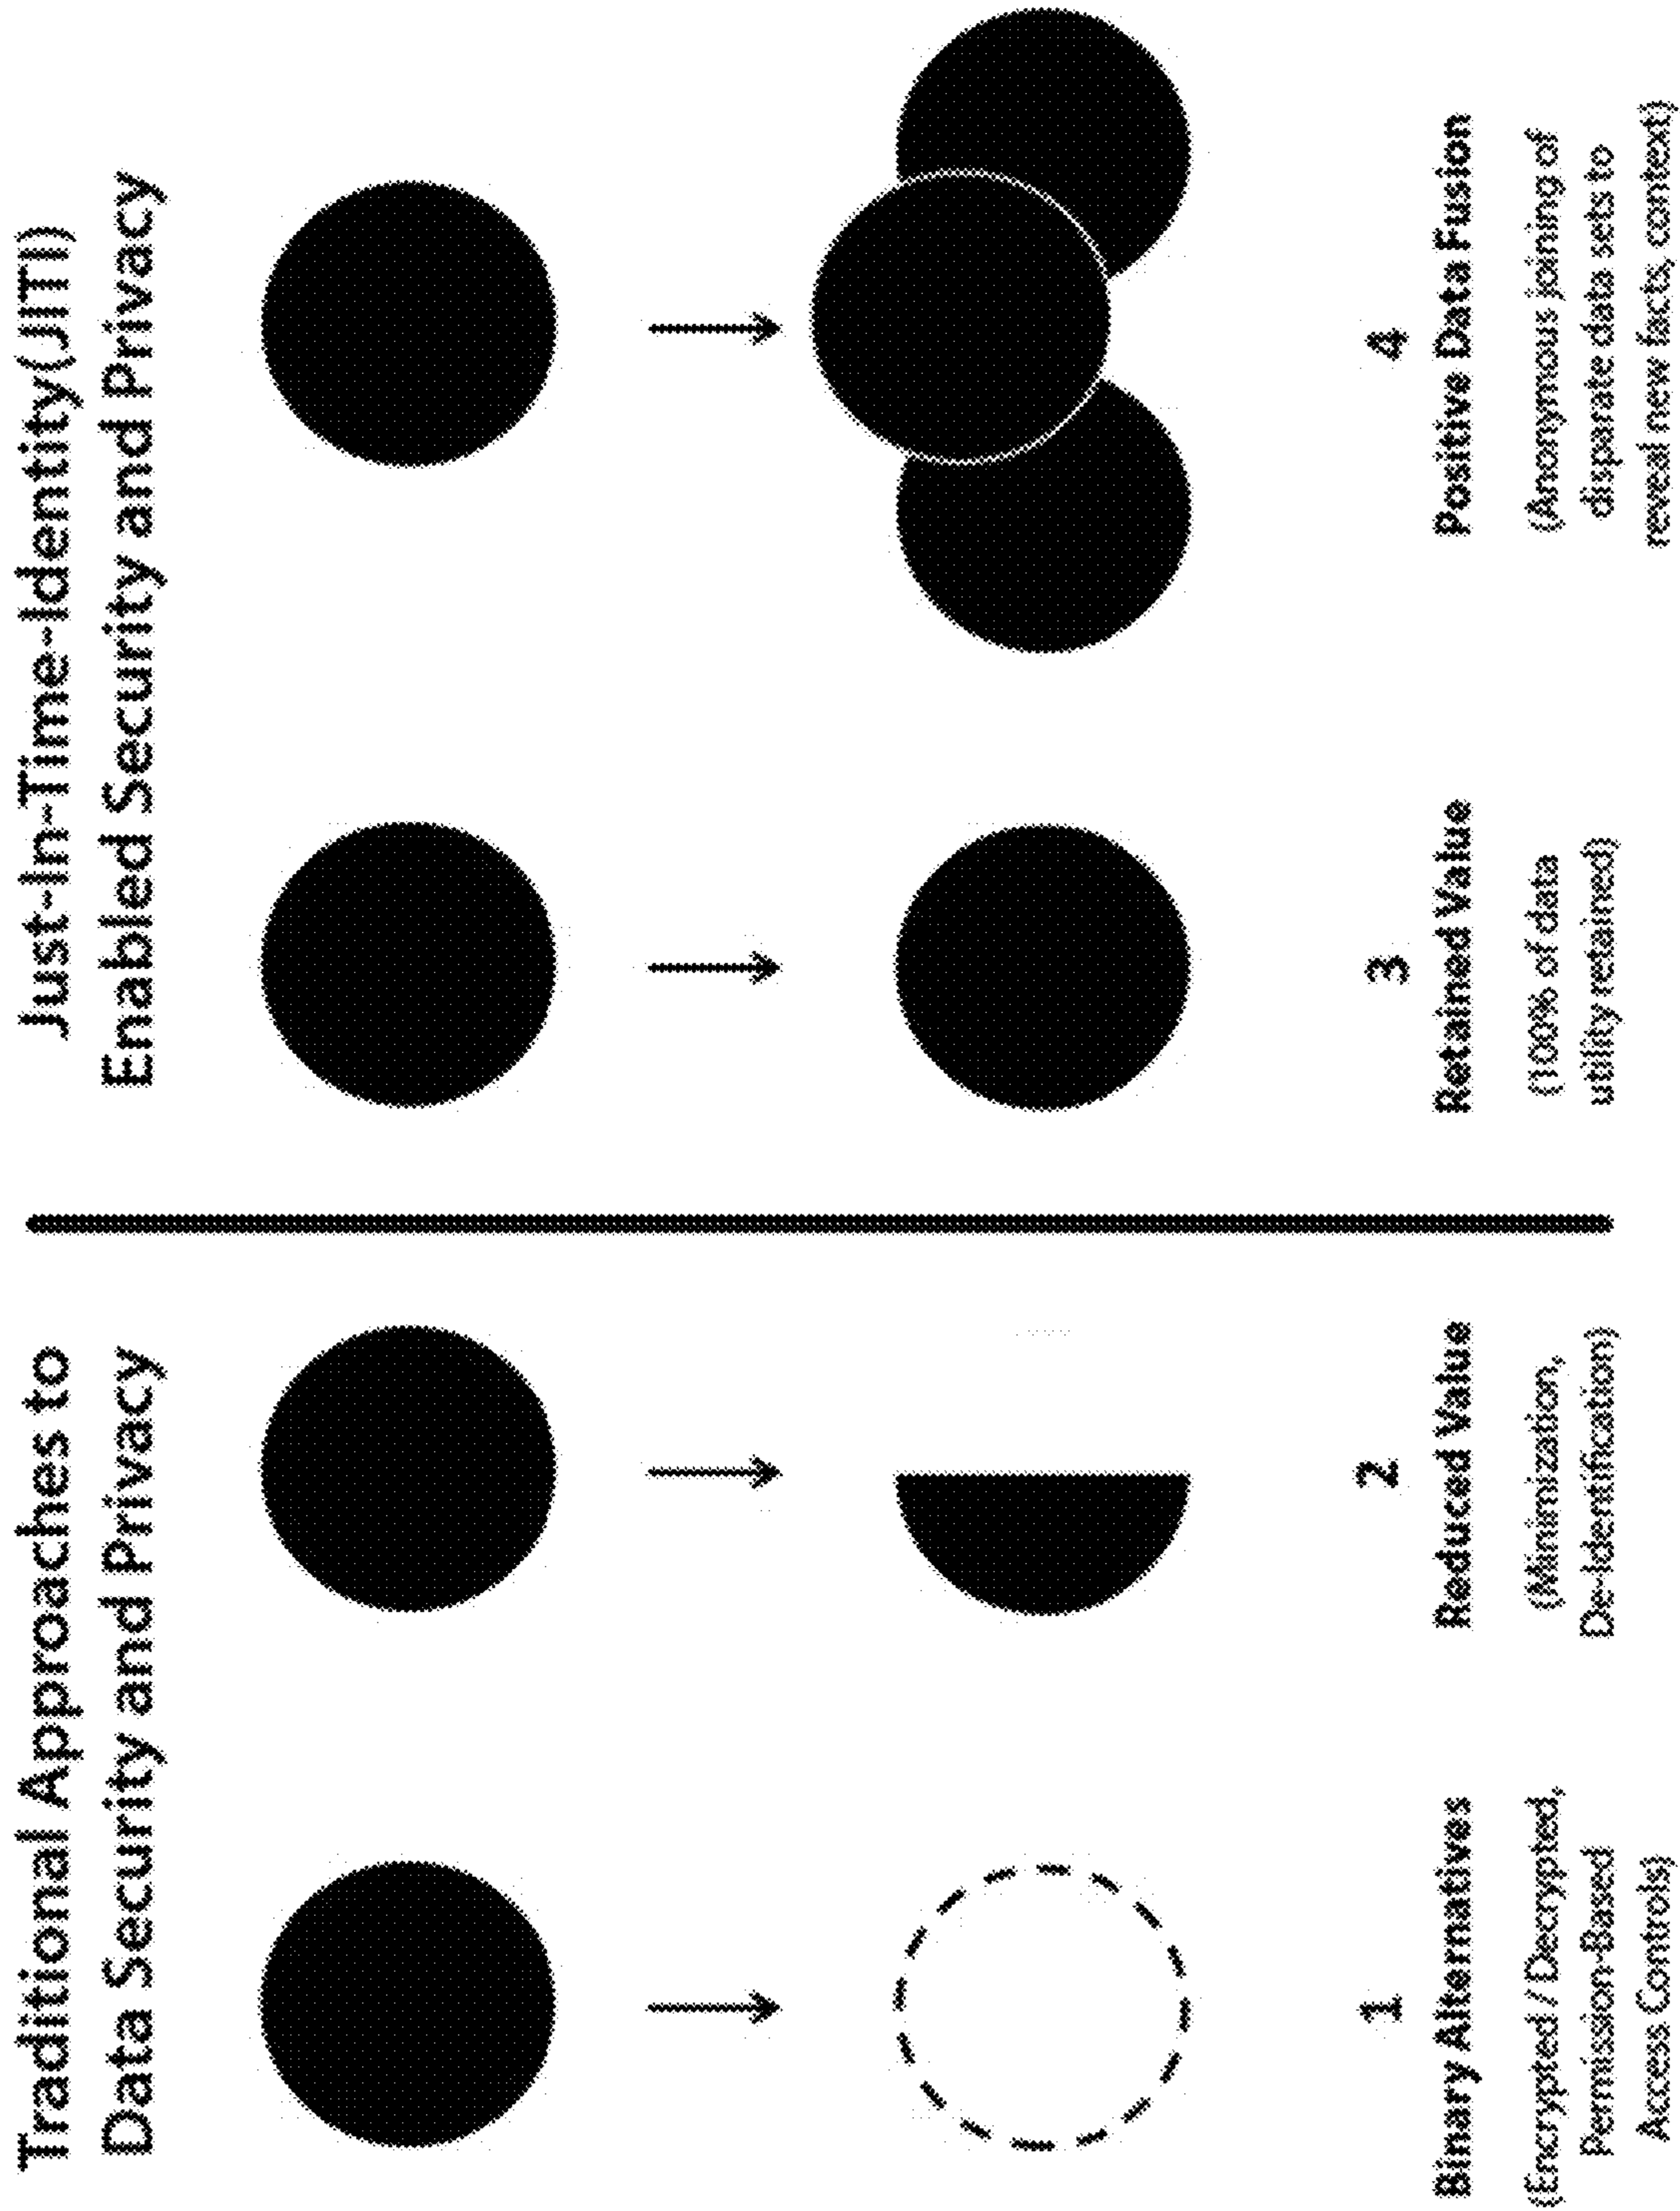 Traditional Approaches to
Data Security and Privacy
1
Binary Alternatives
(Encrypted / Decrypted,
Permission-Based
Access Controls)
2
Reduced Value
(Minimization,
De-Identification)
Just-In-Time-Identity(JITI)
Enabled Security and Privacy
3
Retained Value
(100% of data
utility retained)
4
Positive Data Fusion
(Anonymous joining of
disparate data sets to
reveal new facts, context)